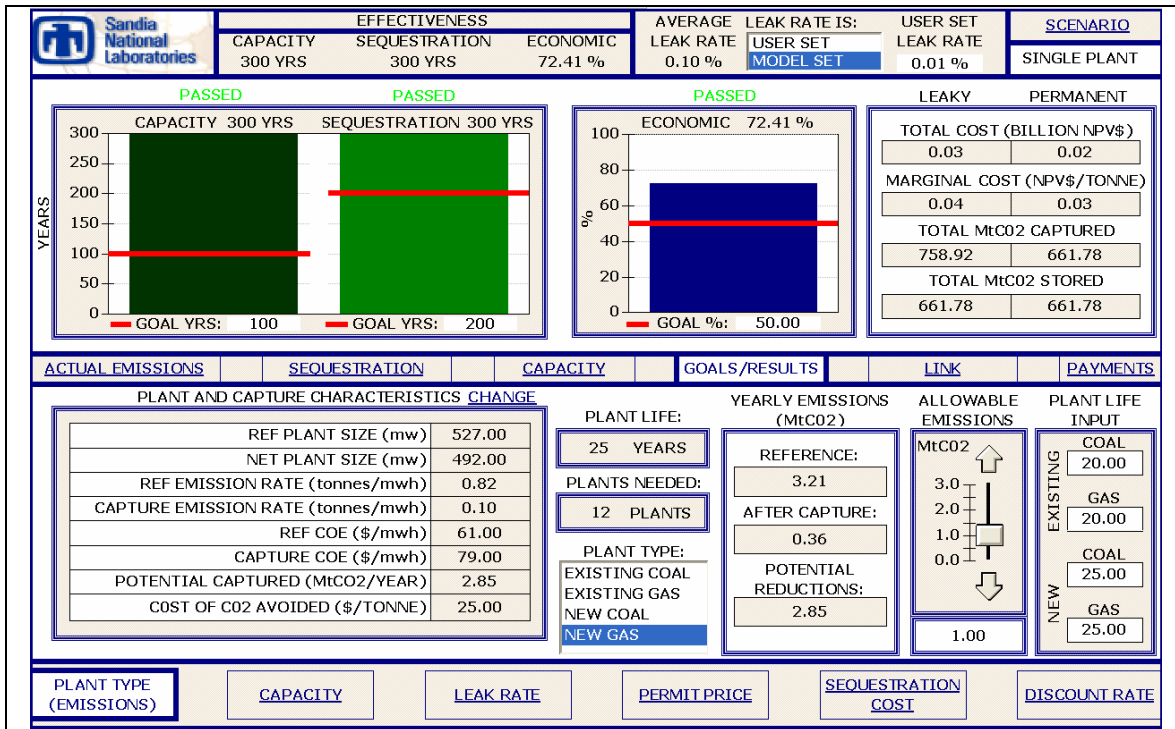 Sandia
National
Laboratories
EFFECTIVENESS
CAPACITY SEQUESTRATION ECONOMIC
300 YRS 300 YRS 72.41 %
AVERAGE LEAK RATE IS: USER SET
LEAK RATE USER SET LEAK RATE
0.10 % MODEL SET 0.01 %
SCENARIO
SINGLE PLANT
PASSED PASSED PASSED
CAPACITY 300 YRS SEQUESTRATION 300 YRS
YEARS
300
250
200
150
100
50
0
GOAL YRS: 100 GOAL YRS: 200
ECONOMIC 72.41 %
%
100
80
60
40
20
0
GOAL %: 50.00
LEAKY PERMANENT
TOTAL COST (BILLION NPV$)
0.03 0.02
MARGINAL COST (NPV$/TONNE)
0.04 0.03
TOTAL MtC02 CAPTURED
758.92 661.78
TOTAL MtC02 STORED
661.78 661.78
ACTUAL EMISSIONS SEQUESTRATION CAPACITY GOALS/RESULTS LINK PAYMENTS
PLANT AND CAPTURE CHARACTERISTICS CHANGE
REF PLANT SIZE (mw) 527.00
NET PLANT SIZE (mw) 492.00
REF EMISSION RATE (tonnes/mwh) 0.82
CAPTURE EMISSION RATE (tonnes/mwh) 0.10
REF COE ($/mwh) 61.00
CAPTURE COE ($/mwh) 79.00
POTENTIAL CAPTURED (MtCO2/YEAR) 2.85
C0ST OF C02 AVOIDED ($/TONNE) 25.00
PLANT LIFE:
25 YEARS
PLANTS NEEDED:
12 PLANTS
PLANT TYPE:
EXISTING COAL
EXISTING GAS
NEW COAL
NEW GAS
YEARLY EMISSIONS
(MtC02)
REFERENCE:
3.21
AFTER CAPTURE:
0.36
POTENTIAL
REDUCTIONS:
2.85
ALLOWABLE
EMISSIONS
MtC02
3.0
2.0
1.0
0.0
1.00
PLANT LIFE
INPUT
EXISTING
COAL
20.00
GAS
20.00
NEW
COAL
25.00
GAS
25.00
PLANT TYPE
(EMISSIONS)
CAPACITY
LEAK RATE
PERMIT PRICE
SEQUESTRATION
COST
DISCOUNT RATE